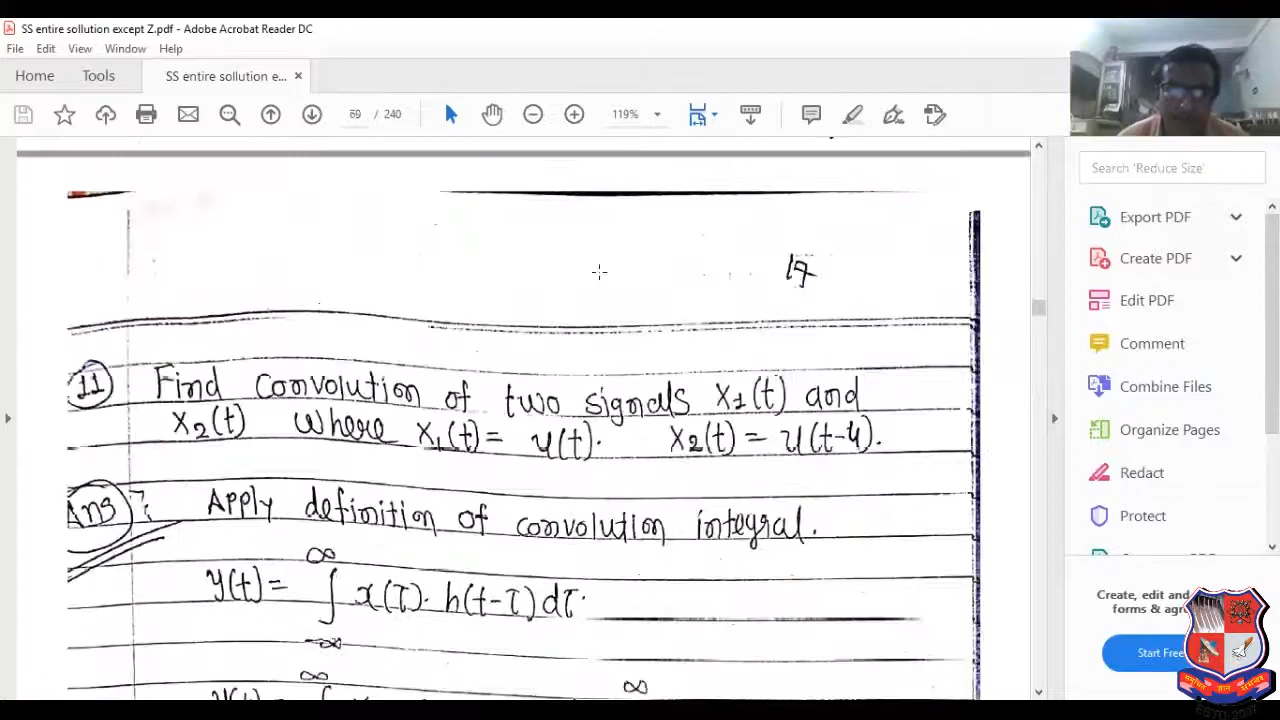 SS entire sollution except Z.pdf - Adobe Acrobat Reader DC
File Edit View Window Help
Home Tools SS entire sollution e... ×
69 / 240 119%
Search 'Reduce Size'
Export PDF
Create PDF
Edit PDF
Comment
Combine Files
Organize Pages
Redact
Protect
Create, edit and
forms & agr
Start Free
17
11 Find convolution of two signals x1(t) and
x2(t) where x1(t) = u(t). x2(t) = u(t-4).
Ans : Apply definition of convolution integral.
∞
y(t) = ∫ x(τ). h(t-τ) dτ.
-∞
∞ ∞